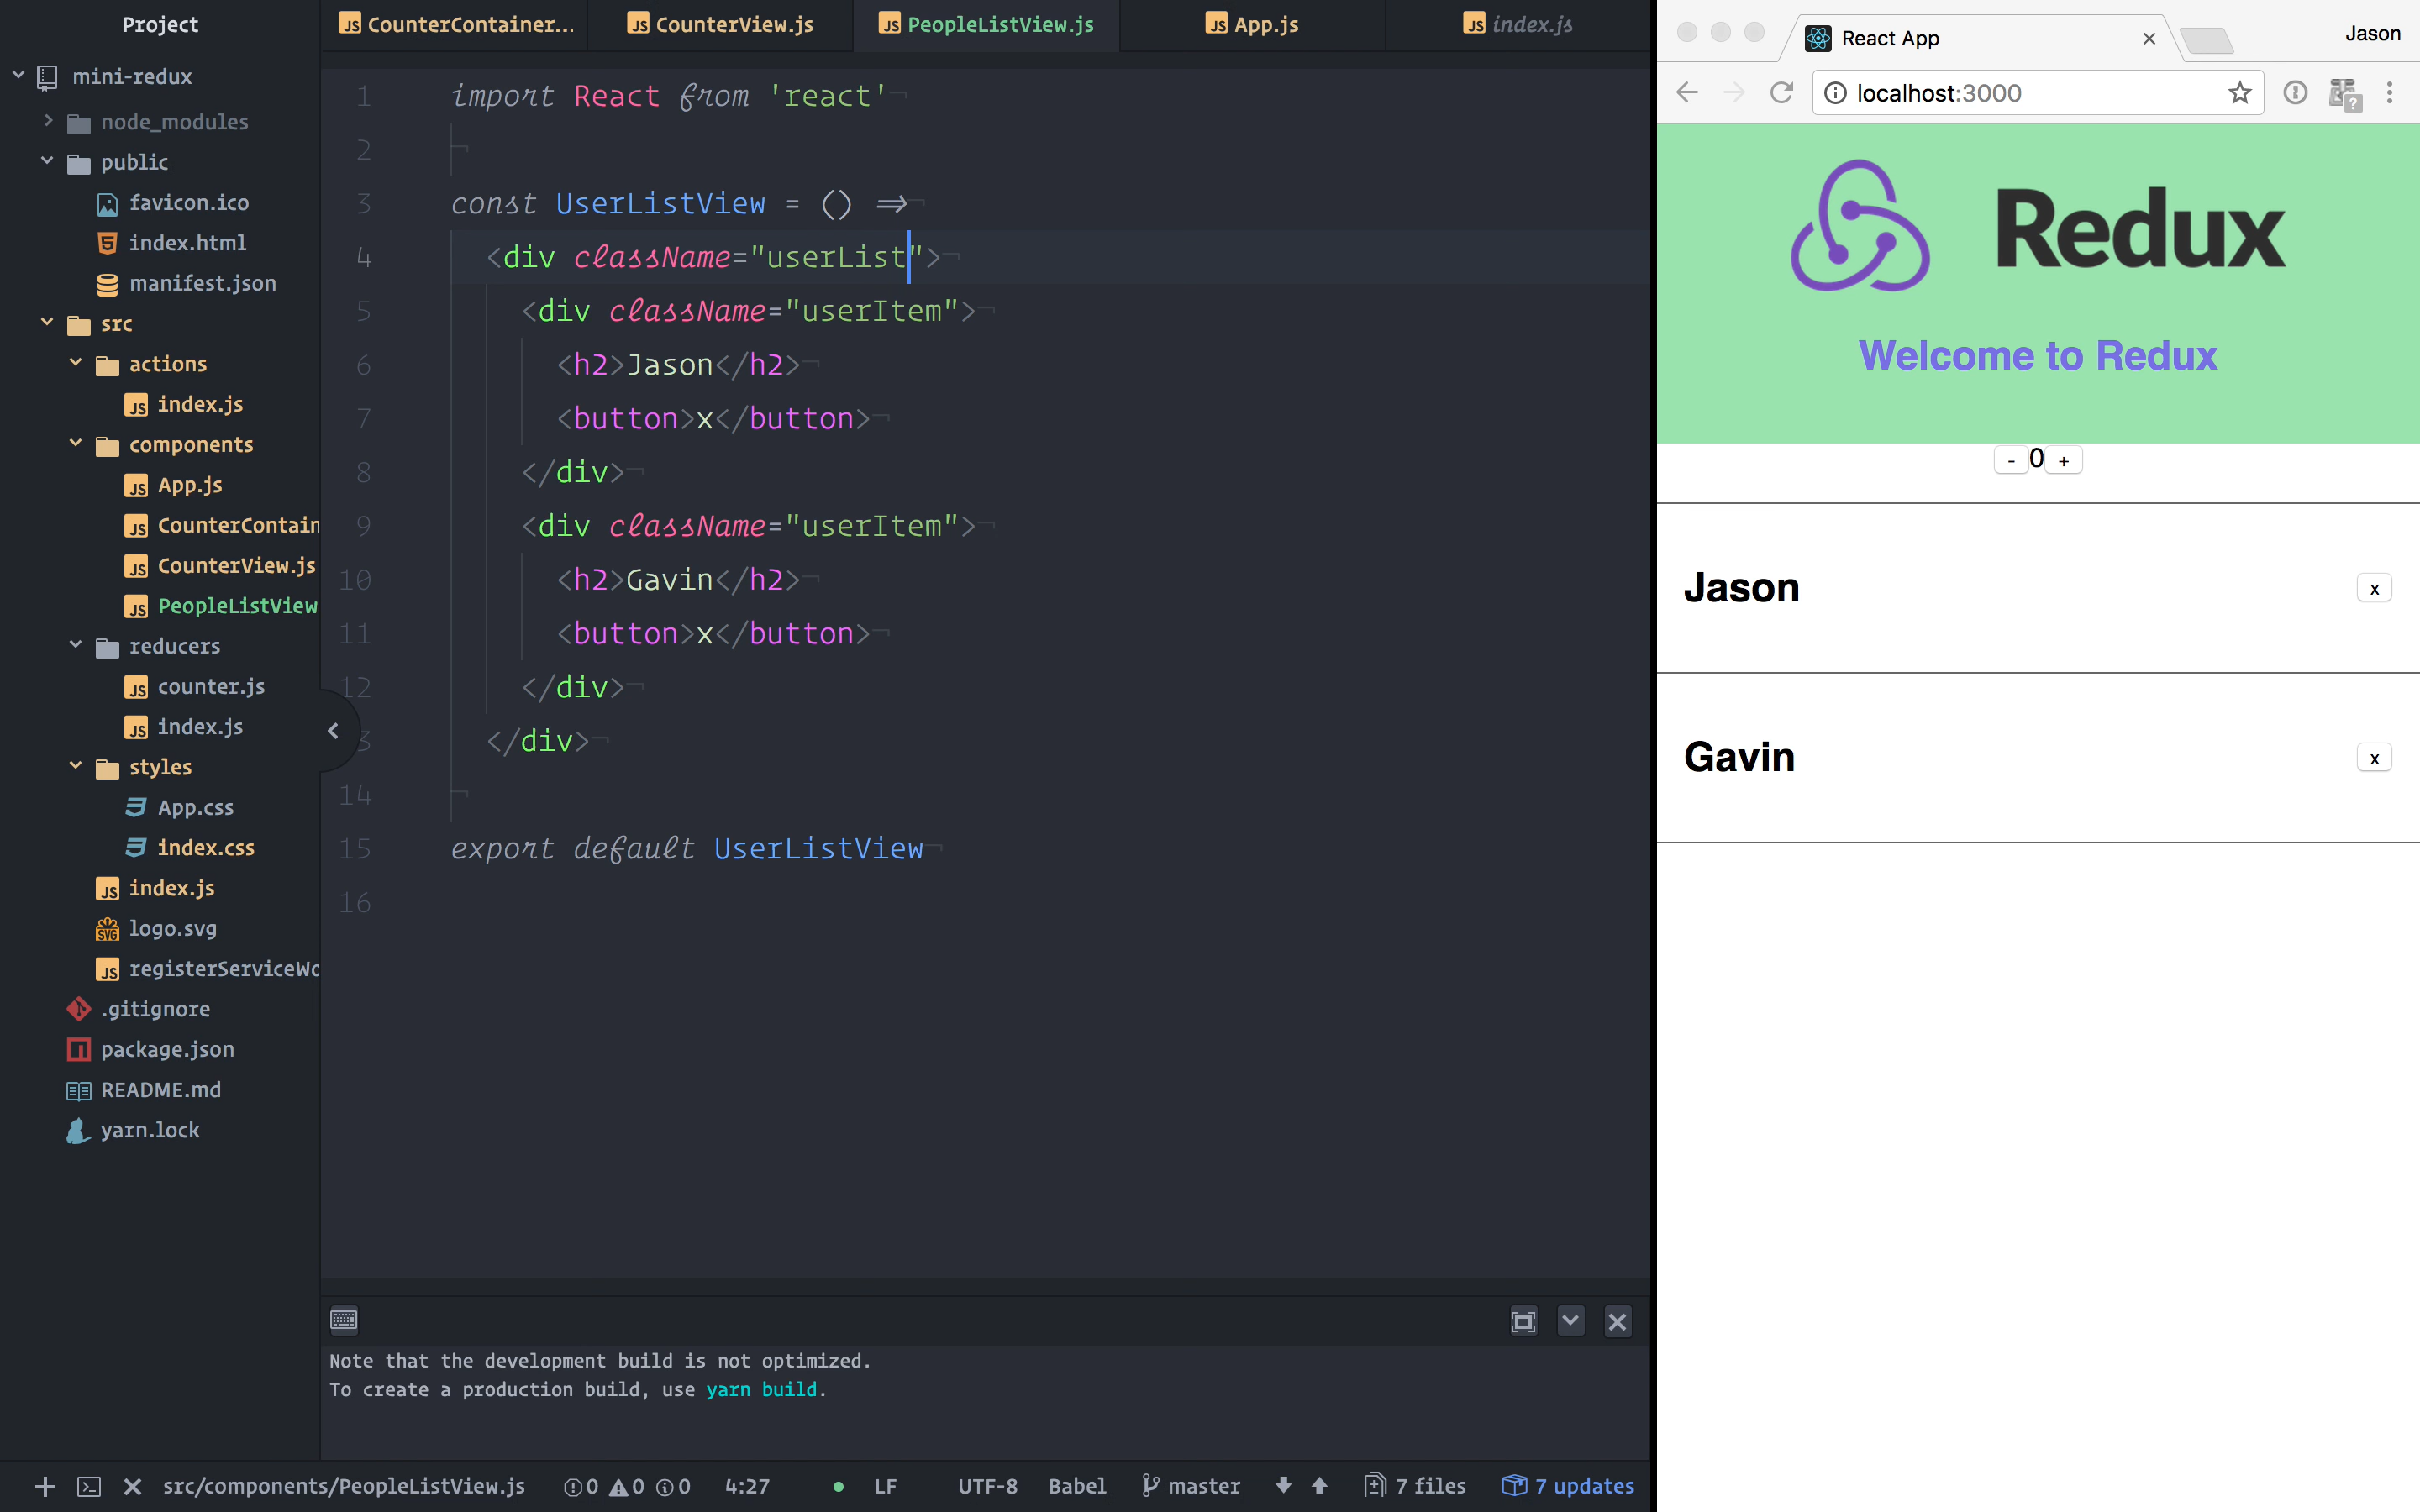 Project
mini-redux
node_modules
public
favicon.ico
index.html
manifest.json
src
actions
index.js
components
App.js
CounterContain
CounterView.js
PeopleListView
reducers
counter.js
index.js
styles
App.css
index.css
index.js
logo.svg
registerServiceWo
.gitignore
package.json
README.md
yarn.lock
CounterContainer... CounterView.js PeopleListView.js App.js index.js
1 import React from 'react'
2
3 const UserListView = () =>
4 <div className="userList">
5 <div className="userItem">
6 <h2>Jason</h2>
7 <button>x</button>
8 </div>
9 <div className="userItem">
10 <h2>Gavin</h2>
11 <button>x</button>
12 </div>
3 </div>
14
15 export default UserListView
16
Note that the development build is not optimized.
To create a production build, use yarn build.
src/components/PeopleListView.js 0 0 0 4:27 LF UTF-8 Babel master 7 files 7 updates
React App Jason
localhost:3000
Redux
Welcome to Redux
- 0 +
Jason x
Gavin x